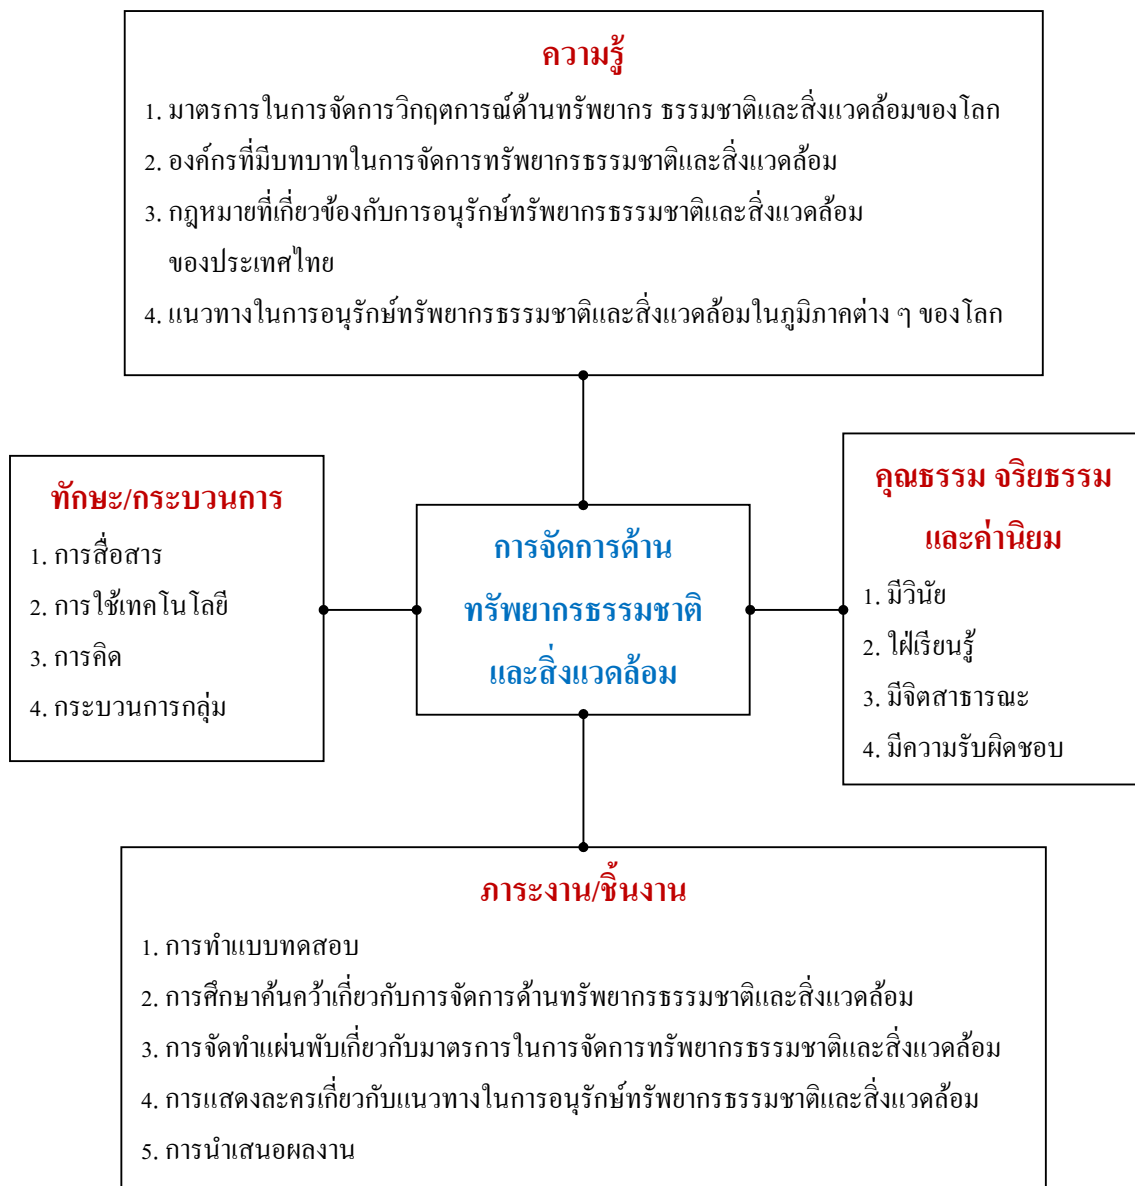 ความรู้
1. มาตรการในการจัดการวิกฤตการณ์ด้านทรัพยากร ธรรมชาติและสิ่งแวดล้อมของโลก
2. องค์กรที่มีบทบาทในการจัดการทรัพยากรธรรมชาติและสิ่งแวดล้อม
3. กฎหมายที่เกี่ยวข้องกับการอนุรักษ์ทรัพยากรธรรมชาติและสิ่งแวดล้อม
ของประเทศไทย
4. แนวทางในการอนุรักษ์ทรัพยากรธรรมชาติและสิ่งแวดล้อมในภูมิภาคต่าง ๆ ของโลก
ทักษะ/กระบวนการ
1. การสื่อสาร
2. การใช้เทคโนโลยี
3. การคิด
4. กระบวนการกลุ่ม
การจัดการด้าน
ทรัพยากรธรรมชาติ
และสิ่งแวดล้อม
คุณธรรม จริยธรรม
และค่านิยม
1. มีวินัย
2. ใฝ่เรียนรู้
3. มีจิตสาธารณะ
4. มีความรับผิดชอบ
ภาระงาน/ชิ้นงาน
1. การทำแบบทดสอบ
2. การศึกษาค้นคว้าเกี่ยวกับการจัดการด้านทรัพยากรธรรมชาติและสิ่งแวดล้อม
3. การจัดทำแผ่นพับเกี่ยวกับมาตรการในการจัดการทรัพยากรธรรมชาติและสิ่งแวดล้อม
4. การแสดงละครเกี่ยวกับแนวทางในการอนุรักษ์ทรัพยากรธรรมชาติและสิ่งแวดล้อม
5. การนำเสนอผลงาน